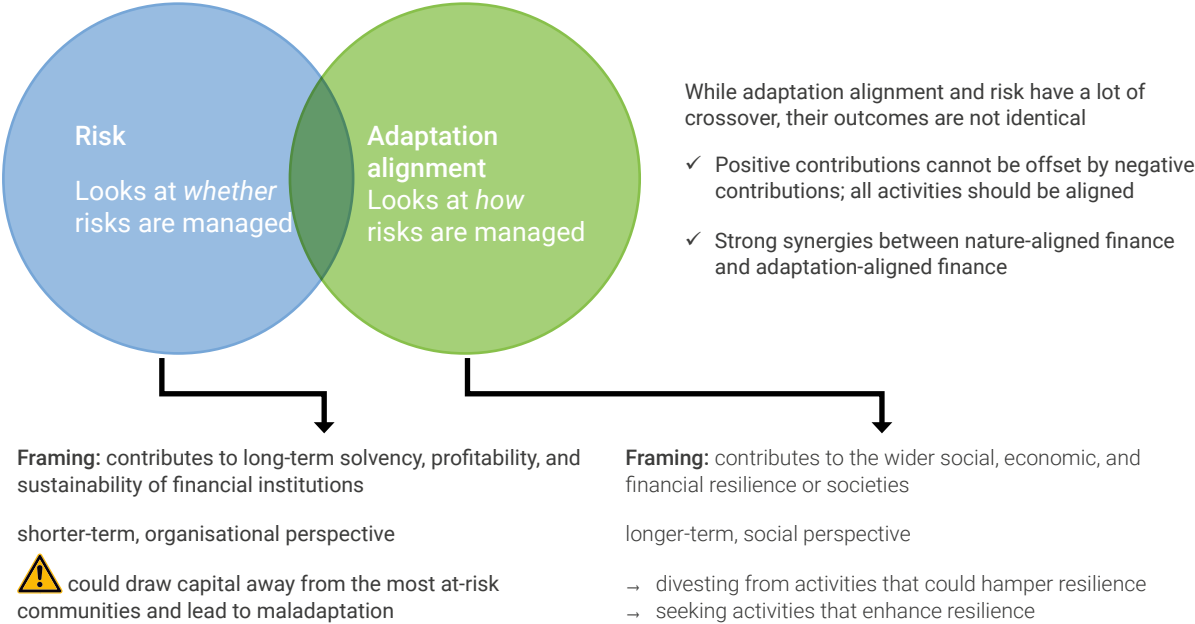 Risk
Looks at whether
risks are managed
Adaptation
alignment
Looks at how
risks are managed
While adaptation alignment and risk have a lot of
crossover, their outcomes are not identical
✓ Positive contributions cannot be offset by negative
contributions; all activities should be aligned
✓ Strong synergies between nature-aligned finance
and adaptation-aligned finance
Framing: contributes to long-term solvency, profitability, and
sustainability of financial institutions
shorter-term, organisational perspective
could draw capital away from the most at-risk
communities and lead to maladaptation
Framing: contributes to the wider social, economic, and
financial resilience or societies
longer-term, social perspective
→ divesting from activities that could hamper resilience
→ seeking activities that enhance resilience